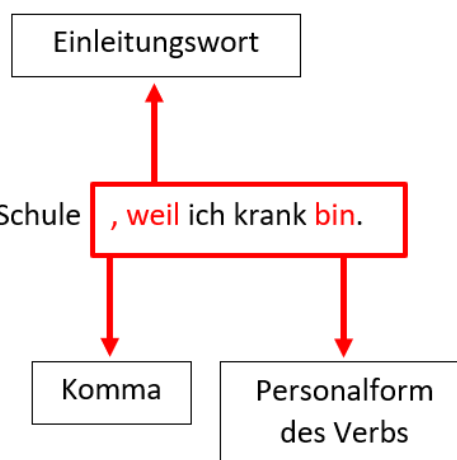 Einleitungswort
Schule , weil ich krank bin.
Komma
Personalform
des Verbs